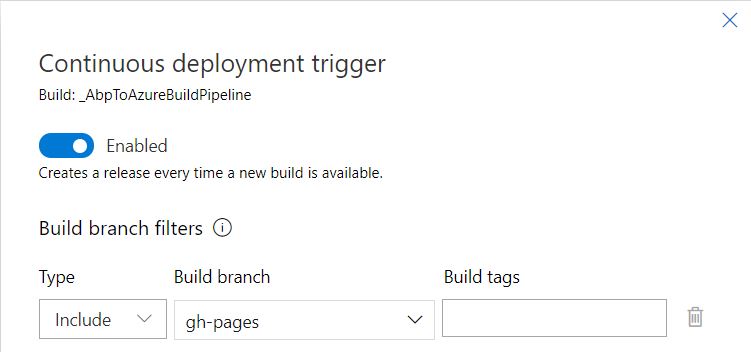 Continuous deployment trigger
Build: _AbpToAzureBuildPipeline
Enabled
Creates a release every time a new build is available.
Build branch filters
Type Build branch Build tags
Include gh-pages